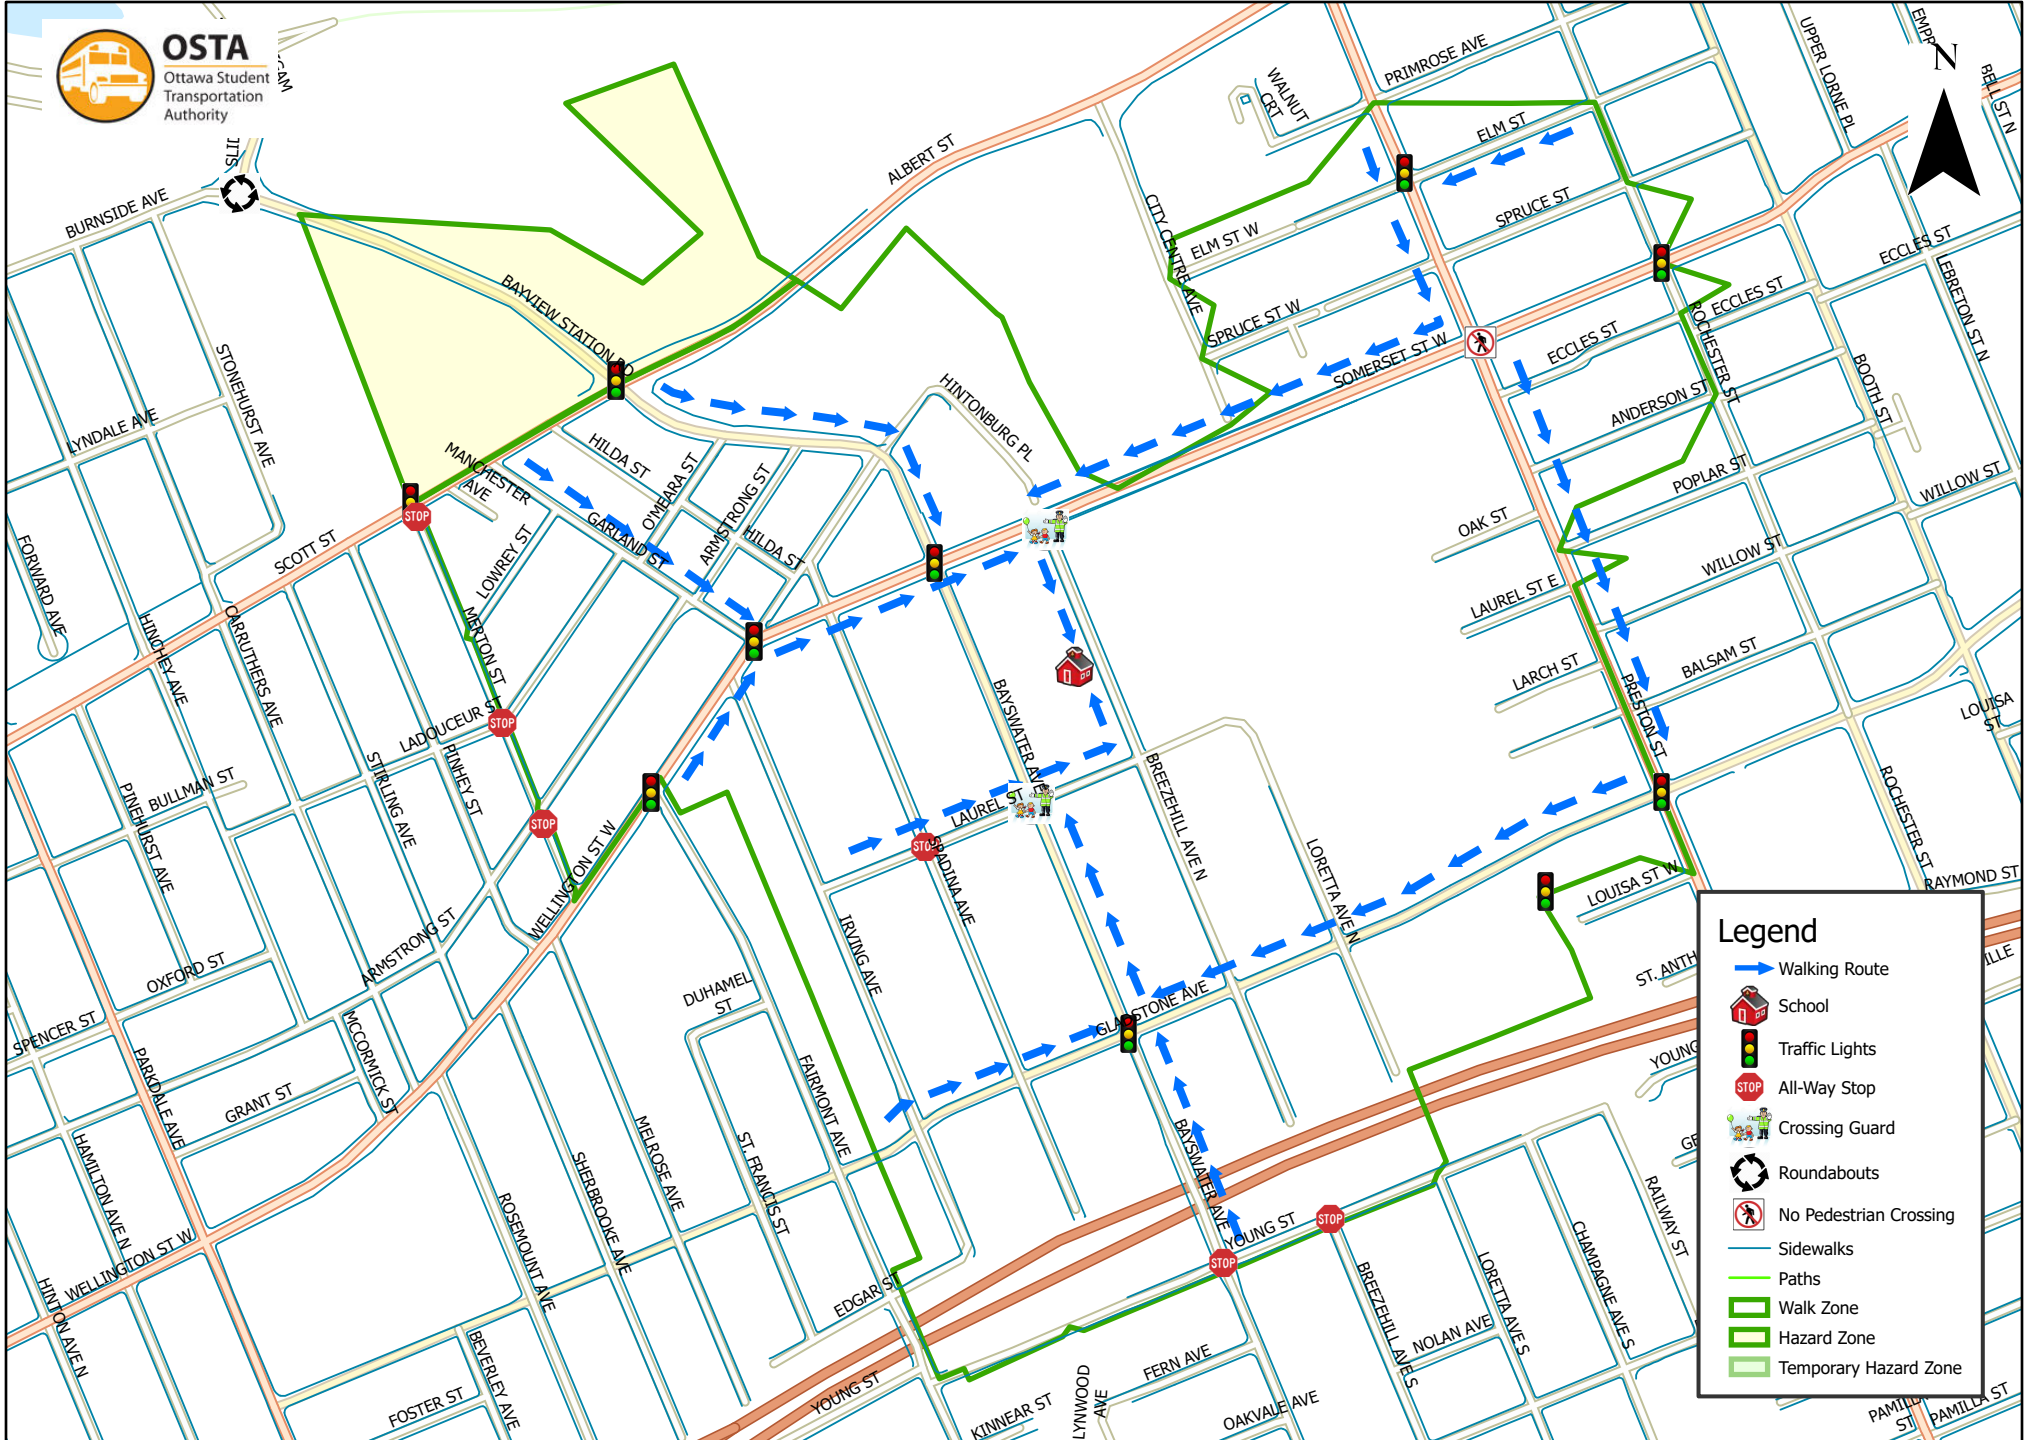 OSTA
Ottawa Student
Transportation
Authority
N
PRIMROSE AVE
WALNUT
CRT
UPPER LORNE PL
BELL ST N
ELM ST
ALBERT ST
BURNSIDE AVE
CITY CENTRE AVE
SPRUCE ST
ELM ST W
ECCLES ST
LEBRETON ST N
BAYVIEW STATION RD
SPRUCE ST W
ECCLES ST
ROCHESTER ST
ECCLES ST
SOMERSET ST W
STONEHURST AVE
HINTONBURG PL
BOOTH ST
ANDERSON ST
LYNDALE AVE
HILDA ST
MANCHESTER
AVE
O'MEARA ST
ARMSTRONG ST
POPLAR ST
WILLOW ST
OAK ST
GARLAND ST
HILDA ST
SCOTT ST
LOWREY ST
WILLOW ST
FORWARD AVE
LAUREL ST E
HINCHEY AVE
CARRUTHERS AVE
MERTON ST
BALSAM ST
LARCH ST
BAYSWATER AVE
PRESTON ST
LOUISA
ST
LADOUCEUR ST
STIRLING AVE
PINHEY ST
BULLMAN ST
PINEHURST AVE
BREEZEHILL AVE N
LAUREL ST
ROCHESTER ST
WELLINGTON ST W
SPADINA AVE
LORETTA AVE N
LOUISA ST W
RAYMOND ST
IRVING AVE
ARMSTRONG ST
OXFORD ST
DUHAMEL
ST
GLADSTONE AVE
ST. ANTH
ILLE
SPENCER ST
MCCORMICK ST
PARKDALE AVE
GRANT ST
FAIRMONT AVE
YOUNG
HAMILTON AVE N
ST. FRANCIS ST
MELROSE AVE
BAYSWATER AVE
SHERBROOKE AVE
ROSEMOUNT AVE
YOUNG ST
RAILWAY ST
CHAMPAGNE AVE S
LORETTA AVE S
BREEZEHILL AVE S
WELLINGTON ST W
HINTON AVE N
EDGAR ST
NOLAN AVE
FERN AVE
BEVERLEY AVE
FOSTER ST
YOUNG ST
KINNEAR ST
LYNWOOD
AVE
OAKVALE AVE
PAMILLA ST
STOP
STOP
STOP
STOP
STOP
STOP
Legend
Walking Route
School
Traffic Lights
STOP
All-Way Stop
Crossing Guard
Roundabouts
No Pedestrian Crossing
Sidewalks
Paths
Walk Zone
Hazard Zone
Temporary Hazard Zone